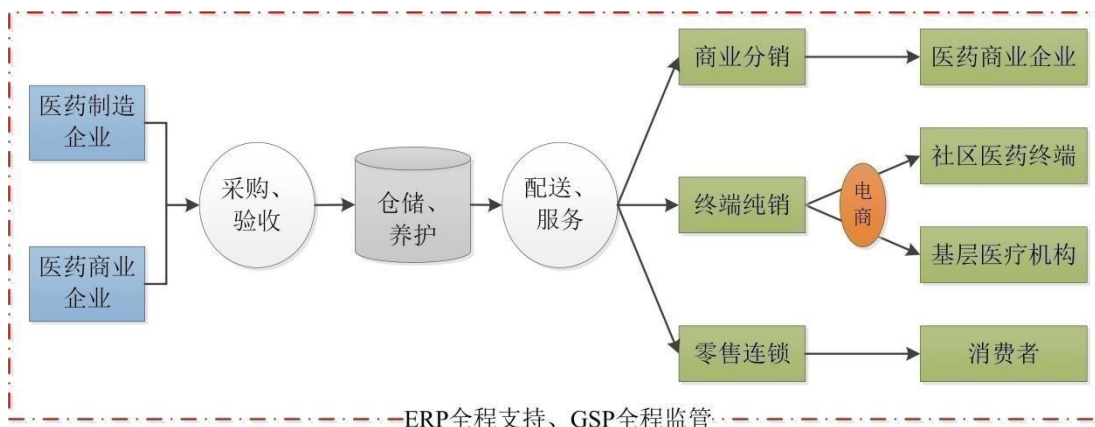 医药制造
企业
医药商业
企业
采购、
验收
仓储、
养护
配送、
服务
商业分销
医药商业企业
终端纯销
电
商
社区医药终端
基层医疗机构
零售连锁
消费者
ERP全程支持、GSP全程监管